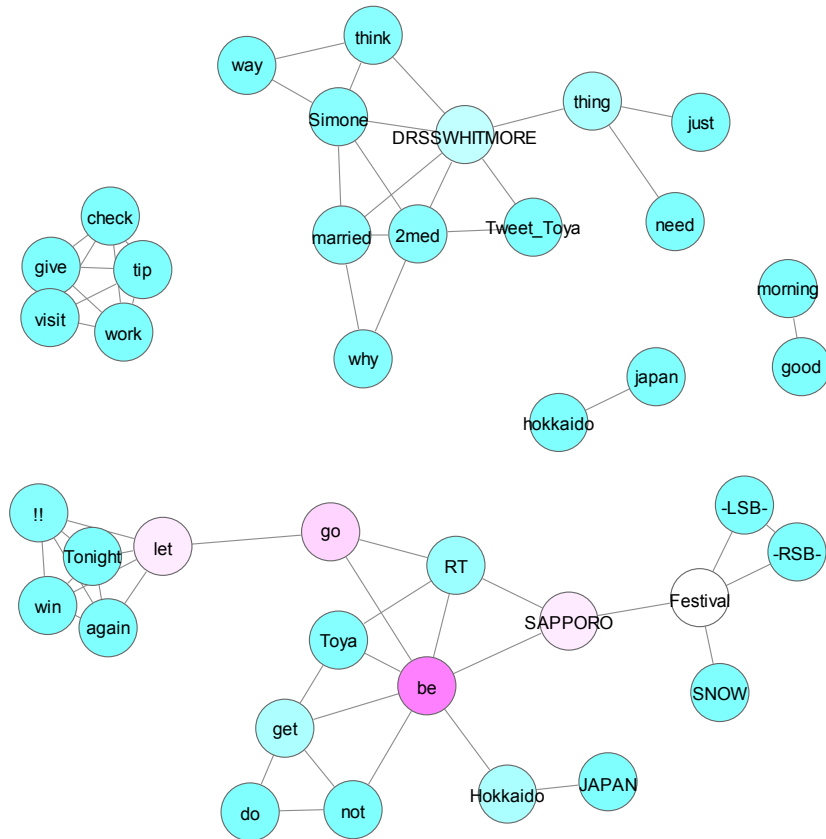 think
way
thing
Simone
just
DRSSWHITMORE
check
need
Tweet_Toya
married
2med
give
tip
morning
visit
work
why
good
japan
hokkaido
-LSB-
!!
go
-RSB-
Tonight
let
RT
win
Festival
again
SAPPORO
Toya
be
SNOW
get
JAPAN
Hokkaido
do
not